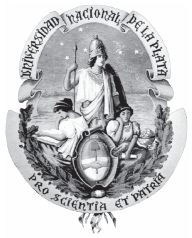 UNIVERSIDAD NACIONAL DE LA PLATA
PRO SCIENTIA ET PATRIA